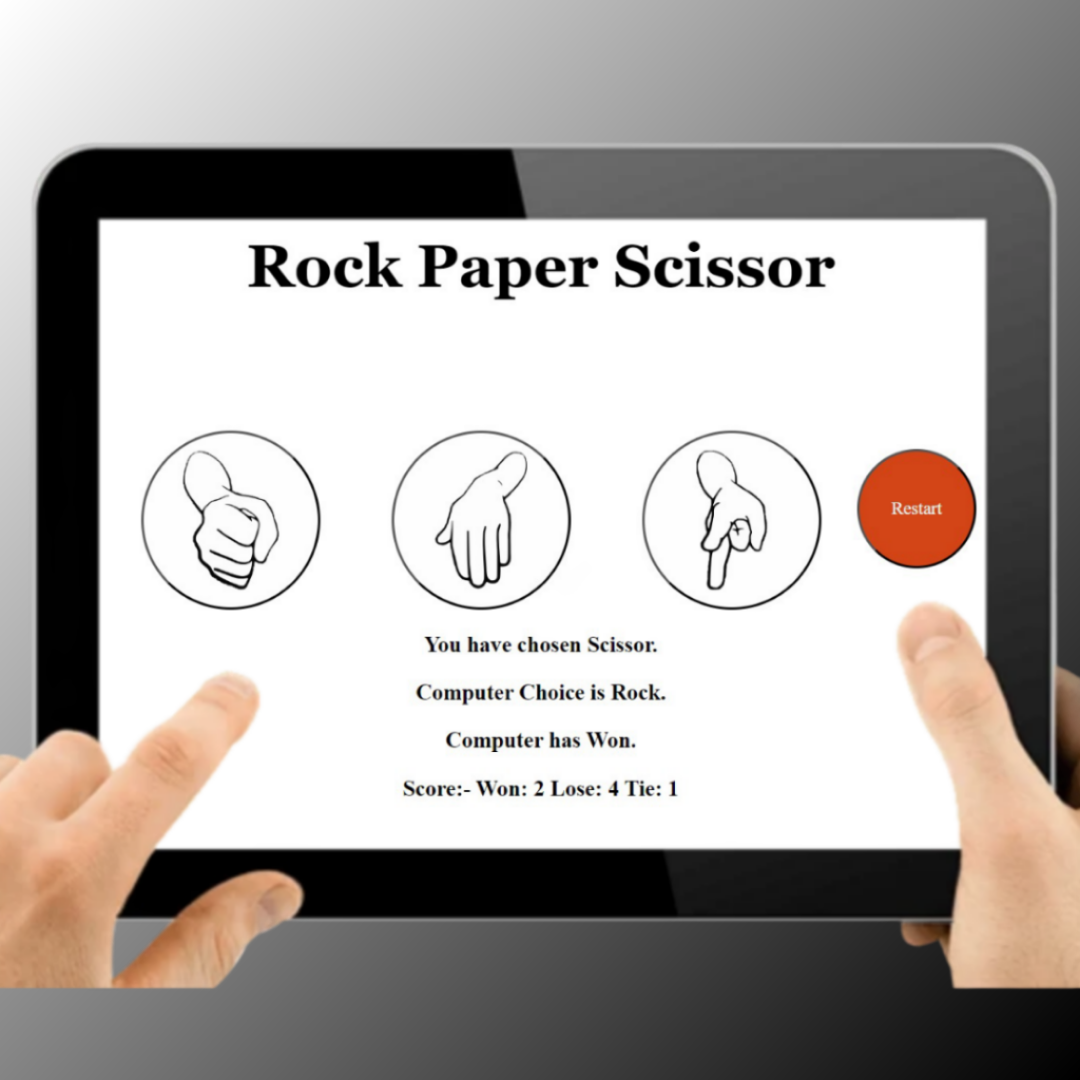 Rock Paper Scissor
Restart
You have chosen Scissor.
Computer Choice is Rock.
Computer has Won.
Score:- Won: 2 Lose: 4 Tie: 1